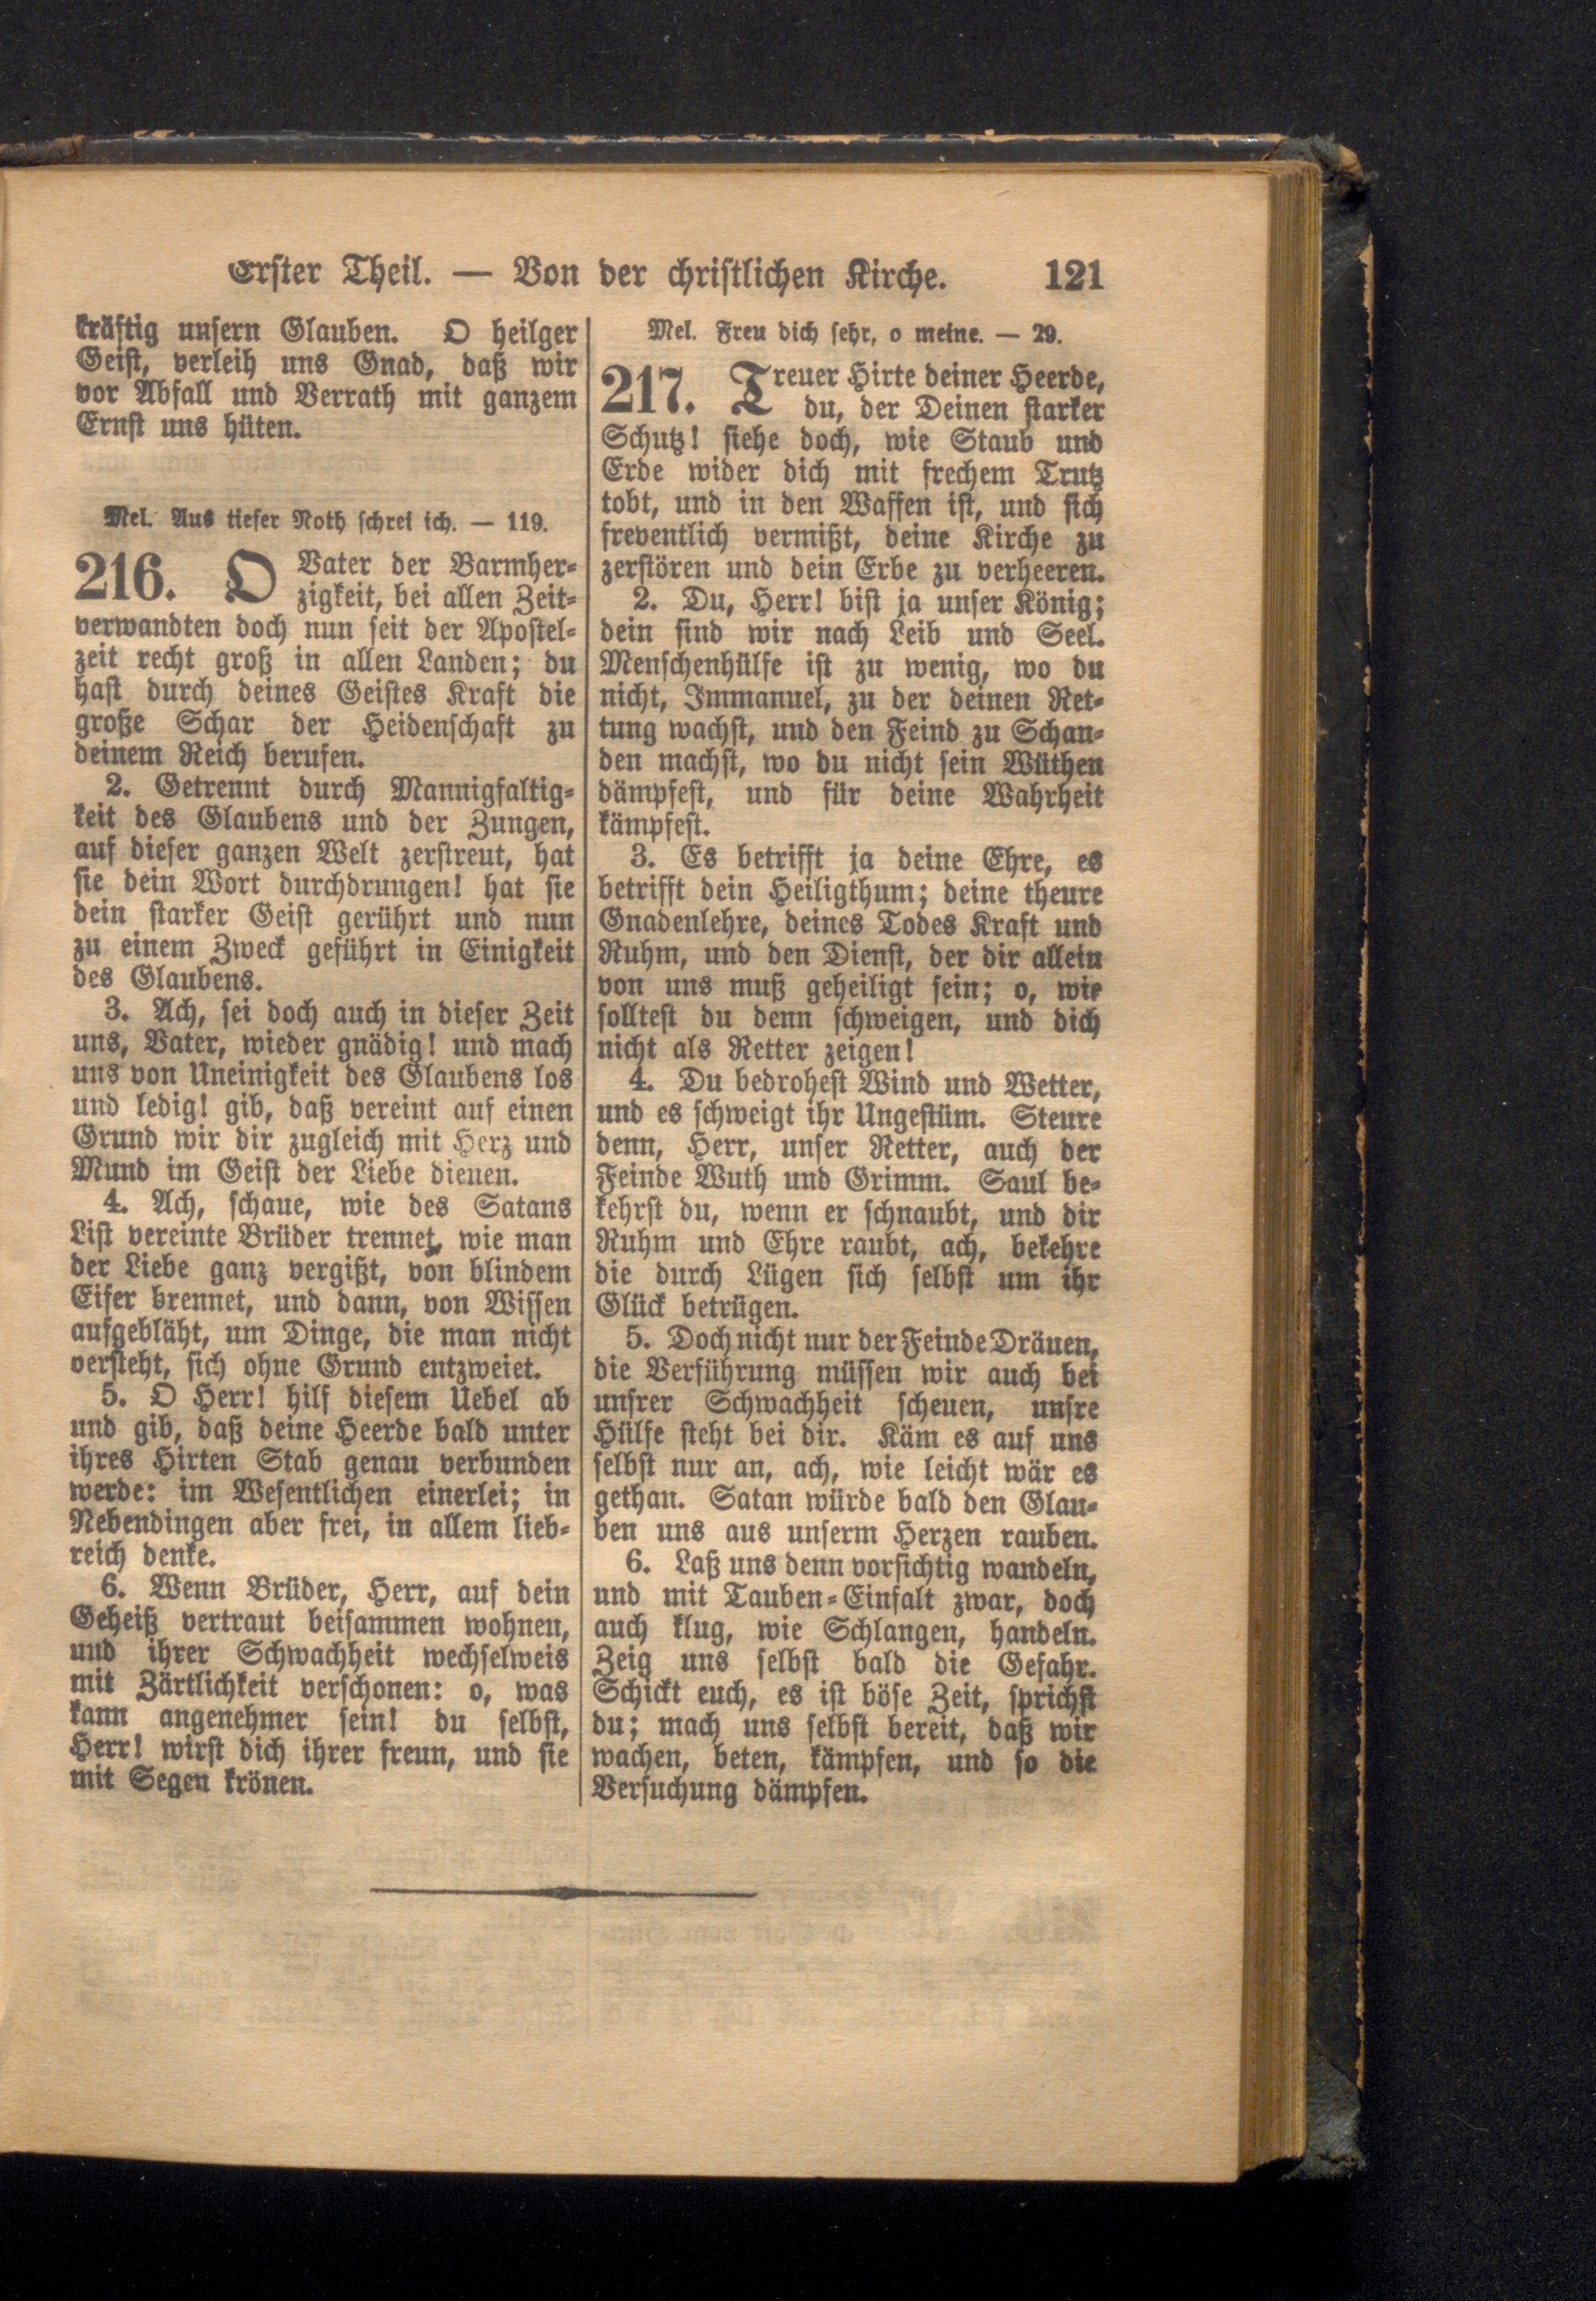 Erster Theil. — Von der christlichen Kirche. 121
kräftig unsern Glauben. O heilger
Geist, verleih uns Gnad, daß wir
vor Abfall und Verrath mit ganzem
Ernst uns hüten.
Mel. Aus tiefer Noth schrei ich. — 119.
216. O Vater der Barmher-
zigkeit, bei allen Zeit-
verwandten doch nun seit der Apostel-
zeit recht groß in allen Landen; du
hast durch deines Geistes Kraft die
große Schar der Heidenschaft zu
deinem Reich berufen.
2. Getrennt durch Mannigfaltig-
keit des Glaubens und der Zungen,
auf dieser ganzen Welt zerstreut, hat
sie dein Wort durchdrungen! hat sie
dein starker Geist gerührt und nun
zu einem Zweck geführt in Einigkeit
des Glaubens.
3. Ach, sei doch auch in dieser Zeit
uns, Vater, wieder gnädig! und mach
uns von Uneinigkeit des Glaubens los
und ledig! gib, daß vereint auf einen
Grund wir dir zugleich mit Herz und
Mund im Geist der Liebe dienen.
4. Ach, schaue, wie des Satans
List vereinte Brüder trennet, wie man
der Liebe ganz vergißt, von blindem
Eifer brennet, und dann, von Wissen
aufgebläht, um Dinge, die man nicht
versteht, sich ohne Grund entzweiet.
5. O Herr! hilf diesem Uebel ab
und gib, daß deine Heerde bald unter
ihres Hirten Stab genau verbunden
werde: im Wesentlichen einerlei; in
Nebendingen aber frei, in allem lieb-
reich denke.
6. Wenn Brüder, Herr, auf dein
Geheiß vertraut beisammen wohnen,
und ihrer Schwachheit wechselweis
mit Zärtlichkeit verschonen: o, was
kann angenehmer sein! du selbst,
Herr! wirst dich ihrer freun, und sie
mit Segen krönen.
Mel. Freu dich sehr, o meine. — 29.
217. Treuer Hirte deiner Heerde,
du, der Deinen starker
Schutz! siehe doch, wie Staub und
Erde wider dich mit frechem Trutz
tobt, und in den Waffen ist, und sich
freventlich vermißt, deine Kirche zu
zerstören und dein Erbe zu verheeren.
2. Du, Herr! bist ja unser König;
dein sind wir nach Leib und Seel.
Menschenhülfe ist zu wenig, wo du
nicht, Immanuel, zu der deinen Ret-
tung wachst, und den Feind zu Schan-
den machst, wo du nicht sein Wüthen
dämpfest, und für deine Wahrheit
kämpfest.
3. Es betrifft ja deine Ehre, es
betrifft dein Heiligthum; deine theure
Gnadenlehre, deines Todes Kraft und
Ruhm, und den Dienst, der dir allein
von uns muß geheiligt sein; o, wie
solltest du denn schweigen, und dich
nicht als Retter zeigen!
4. Du bedrohest Wind und Wetter,
und es schweigt ihr Ungestüm. Steure
denn, Herr, unser Retter, auch der
Feinde Wuth und Grimm. Saul be-
kehrst du, wenn er schnaubt, und dir
Ruhm und Ehre raubt, ach, bekehre
die durch Lügen sich selbst um ihr
Glück betrügen.
5. Doch nicht nur der Feinde Dräuen,
die Verführung müssen wir auch bei
unsrer Schwachheit scheuen, unsre
Hülfe steht bei dir. Käm es auf uns
selbst nur an, ach, wie leicht wär es
gethan. Satan würde bald den Glau-
ben uns aus unserm Herzen rauben.
6. Laß uns denn vorsichtig wandeln,
und mit Tauben-Einfalt zwar, doch
auch klug, wie Schlangen, handeln.
Zeig uns selbst bald die Gefahr.
Schickt euch, es ist böse Zeit, sprichst
du; mach uns selbst bereit, daß wir
wachen, beten, kämpfen, und so die
Versuchung dämpfen.